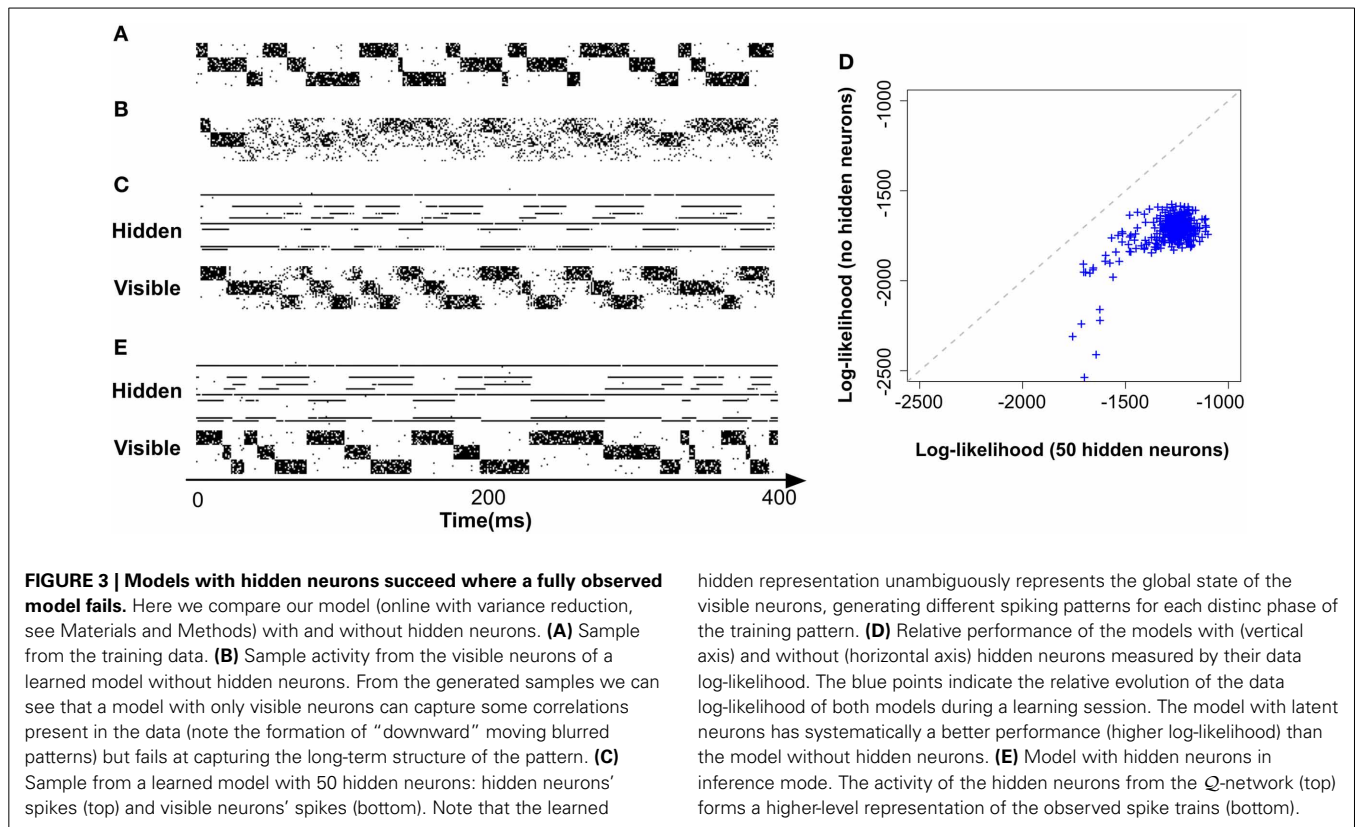 A
B
C
Hidden
Visible
E
Hidden
Visible
0
200
400
Time(ms)
D
Log-likelihood (no hidden neurons)
-1000
-1500
-2000
-2500
-2500
-2000
-1500
-1000
Log-likelihood (50 hidden neurons)
FIGURE 3 | Models with hidden neurons succeed where a fully observed
model fails. Here we compare our model (online with variance reduction,
see Materials and Methods) with and without hidden neurons. (A) Sample
from the training data. (B) Sample activity from the visible neurons of a
learned model without hidden neurons. From the generated samples we can
see that a model with only visible neurons can capture some correlations
present in the data (note the formation of “downward” moving blurred
patterns) but fails at capturing the long-term structure of the pattern. (C)
Sample from a learned model with 50 hidden neurons: hidden neurons’
spikes (top) and visible neurons’ spikes (bottom). Note that the learned
hidden representation unambiguously represents the global state of the
visible neurons, generating different spiking patterns for each distinc phase of
the training pattern. (D) Relative performance of the models with (vertical
axis) and without (horizontal axis) hidden neurons measured by their data
log-likelihood. The blue points indicate the relative evolution of the data
log-likelihood of both models during a learning session. The model with latent
neurons has systematically a better performance (higher log-likelihood) than
the model without hidden neurons. (E) Model with hidden neurons in
inference mode. The activity of the hidden neurons from the Q-network (top)
forms a higher-level representation of the observed spike trains (bottom).